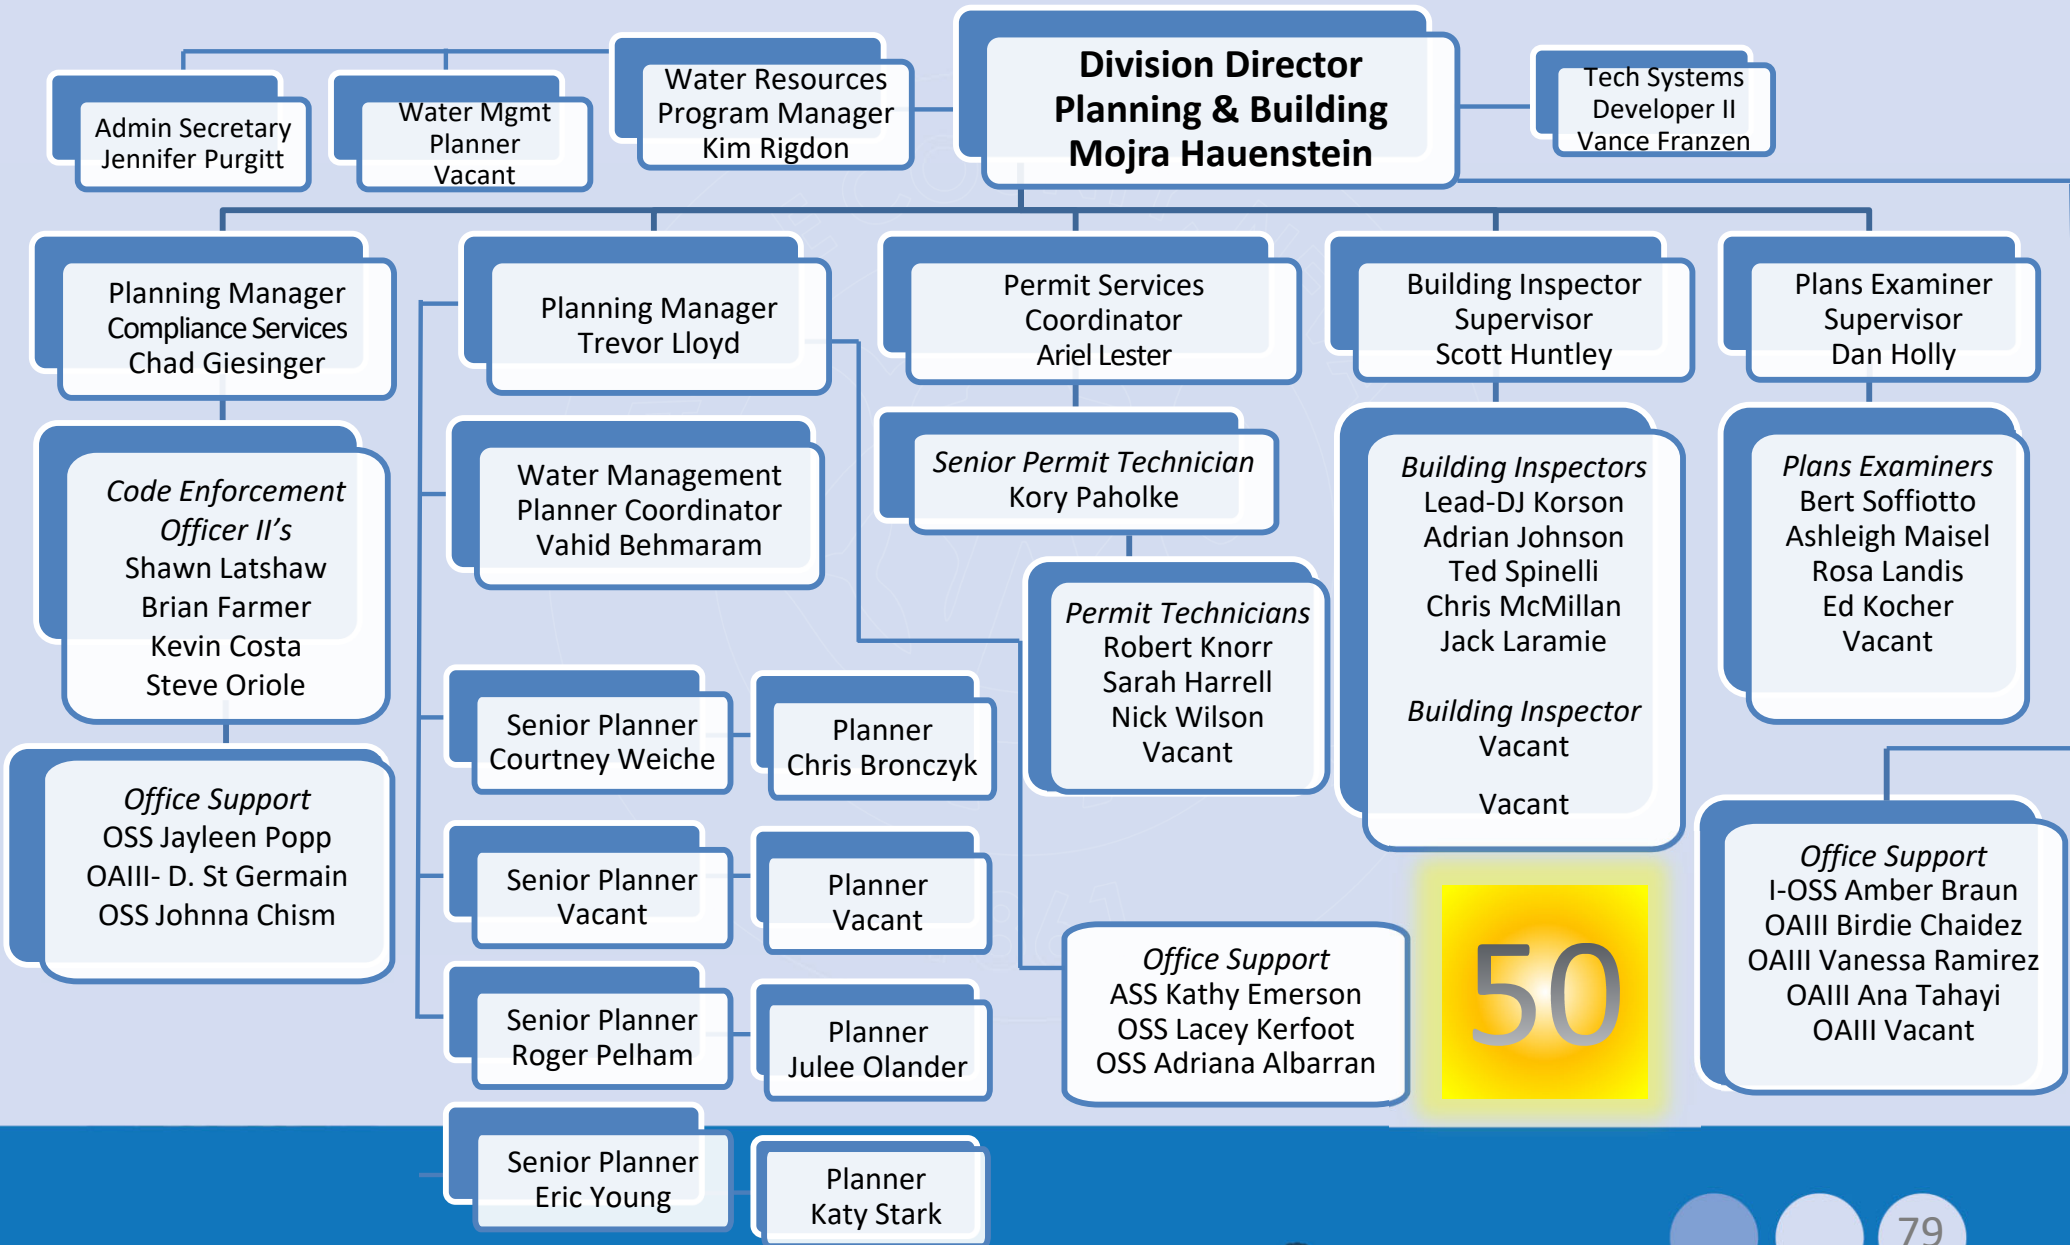 Admin Secretary
Jennifer Purgitt
Water Mgmt
Planner
Vacant
Water Resources
Program Manager
Kim Rigdon
Division Director
Planning & Building
Mojra Hauenstein
Tech Systems
Developer II
Vance Franzen
Planning Manager
Compliance Services
Chad Giesinger
Planning Manager
Trevor Lloyd
Permit Services
Coordinator
Ariel Lester
Building Inspector
Supervisor
Scott Huntley
Plans Examiner
Supervisor
Dan Holly
Code Enforcement
Officer II’s
Shawn Latshaw
Brian Farmer
Kevin Costa
Steve Oriole
Water Management
Planner Coordinator
Vahid Behmaram
Senior Permit Technician
Kory Paholke
Permit Technicians
Robert Knorr
Sarah Harrell
Nick Wilson
Vacant
Building Inspectors
Lead-DJ Korson
Adrian Johnson
Ted Spinelli
Chris McMillan
Jack Laramie
Building Inspector
Vacant
Vacant
Plans Examiners
Bert Soffiotto
Ashleigh Maisel
Rosa Landis
Ed Kocher
Vacant
Office Support
OSS Jayleen Popp
OAIII- D. St Germain
OSS Johnna Chism
Senior Planner
Courtney Weiche
Planner
Chris Bronczyk
Senior Planner
Vacant
Planner
Vacant
Senior Planner
Roger Pelham
Planner
Julee Olander
Senior Planner
Eric Young
Planner
Katy Stark
Office Support
ASS Kathy Emerson
OSS Lacey Kerfoot
OSS Adriana Albarran
50
Office Support
I-OSS Amber Braun
OAIII Birdie Chaidez
OAIII Vanessa Ramirez
OAIII Ana Tahayi
OAIII Vacant
79